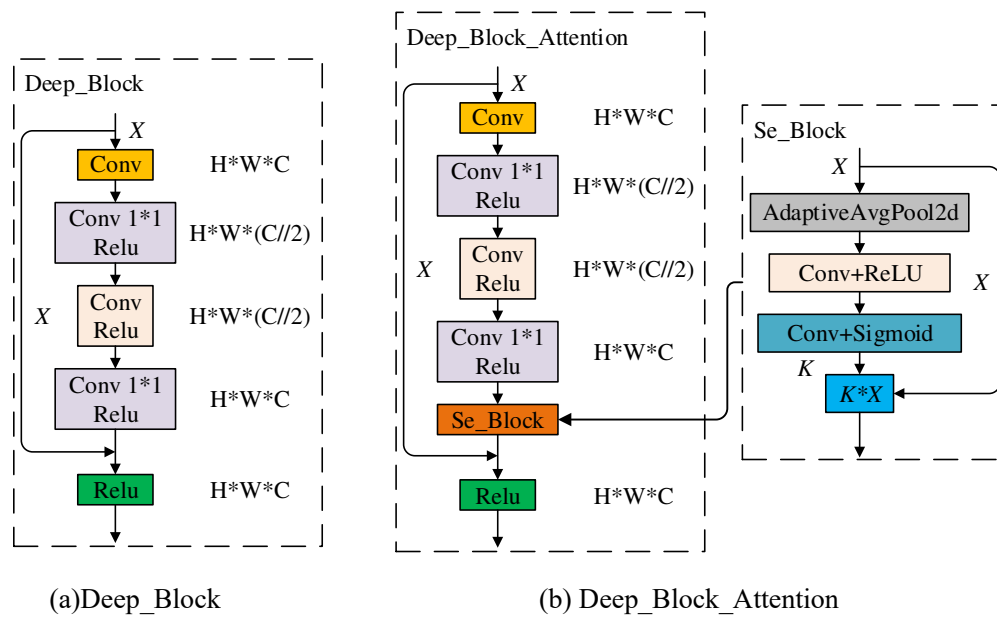 Deep_Block
X
Conv
H*W*C
Conv 1*1
Relu
H*W*(C//2)
Conv
Relu
H*W*(C//2)
X
Conv 1*1
Relu
H*W*C
Relu
H*W*C
(a)Deep_Block
Deep_Block_Attention
X
Conv
H*W*C
Conv 1*1
Relu
H*W*(C//2)
Conv
Relu
H*W*(C//2)
X
Conv 1*1
Relu
H*W*C
Se_Block
Relu
H*W*C
Se_Block
X
AdaptiveAvgPool2d
Conv+ReLU
X
Conv+Sigmoid
K
K*X
(b) Deep_Block_Attention